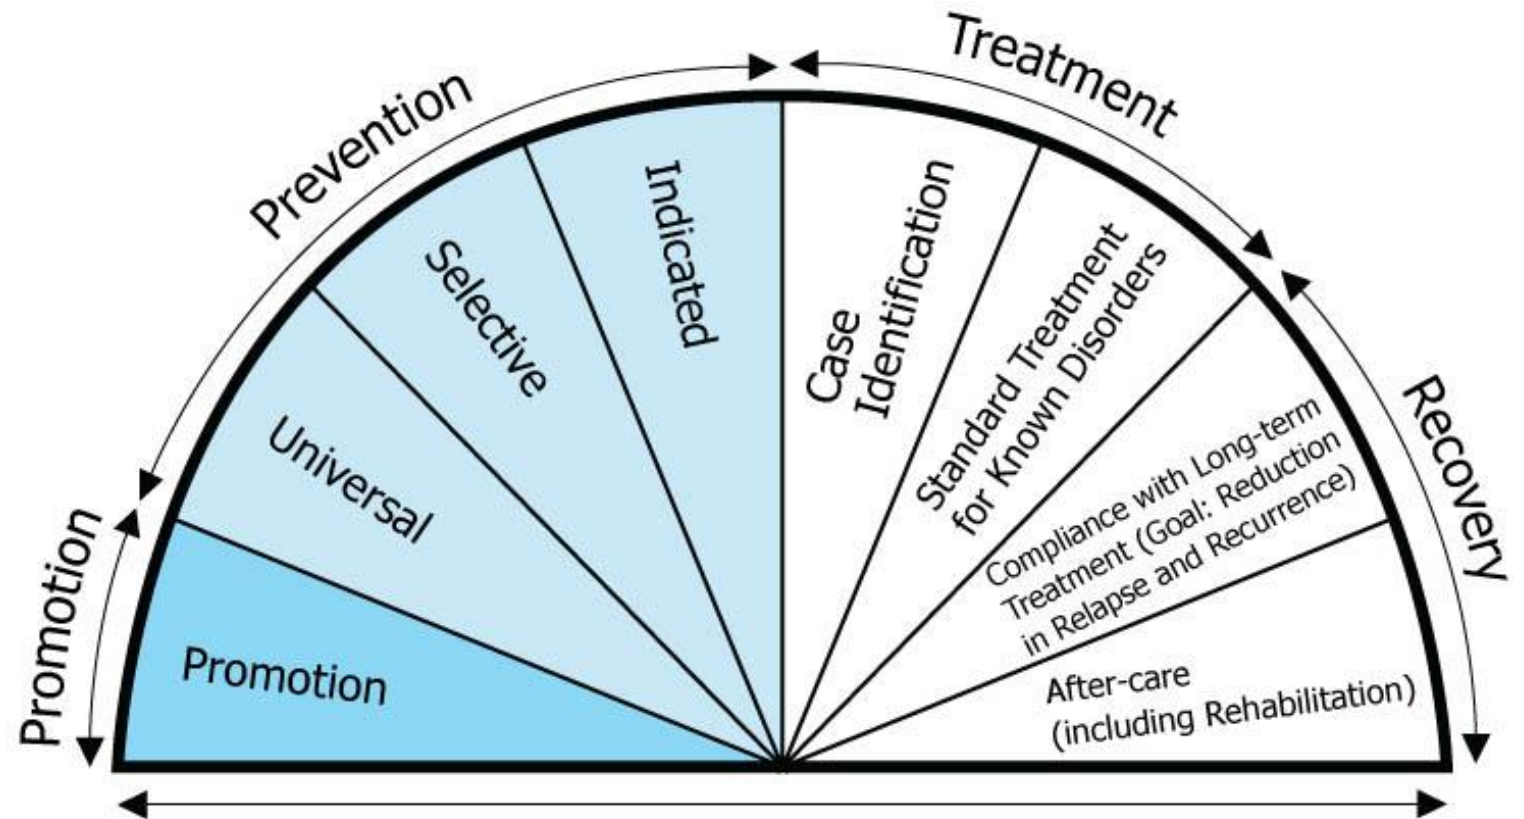 Promotion
Prevention
Treatment
Recovery
Promotion
Universal
Selective
Indicated
Case
Identification
Standard Treatment
for Known Disorders
Compliance with Long-term
Treatment (Goal: Reduction
in Relapse and Recurrence)
After-care
(including Rehabilitation)